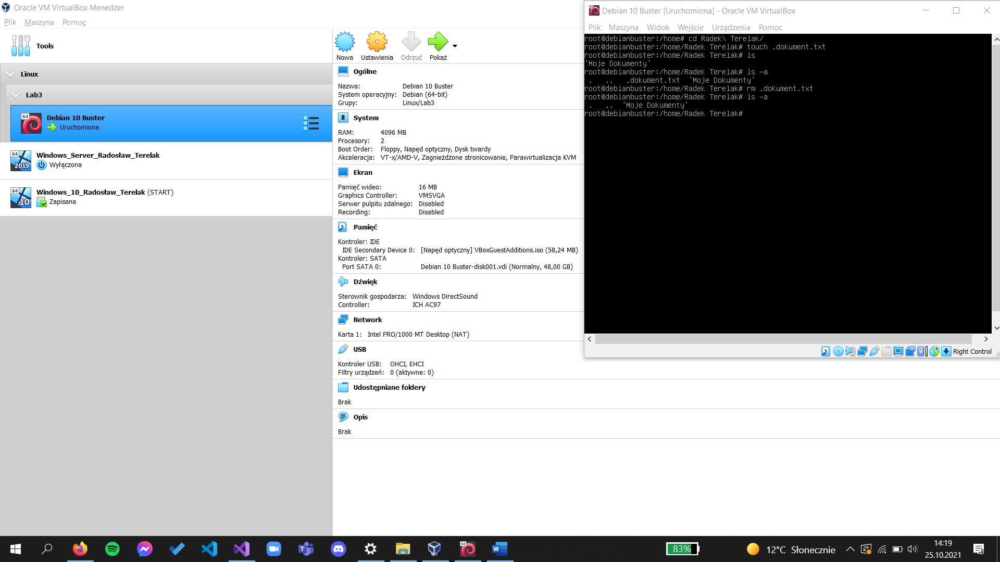 Oracle VM VirtualBox Menedżer
Plik Maszyna Pomoc
Tools
Linux
Lab3
64
Debian 10 Buster
Uruchomiona
64
2019
Windows_Server_Radosław_Terelak
Wyłączona
64
10
Windows_10_Radosław_Terelak (START)
Zapisana
Nowa Ustawienia Odrzuć Pokaż
Ogólne
Nazwa: Debian 10 Buster
System operacyjny: Debian (64-bit)
Grupy: Linux/Lab3
System
RAM: 4096 MB
Procesory: 2
Boot Order: Floppy, Napęd optyczny, Dysk twardy
Akceleracja: VT-x/AMD-V, Zagnieżdżone stronicowanie, Parawirtualizacja KVM
Ekran
Pamięć wideo: 16 MB
Graphics Controller: VMSVGA
Serwer pulpitu zdalnego: Disabled
Recording: Disabled
Pamięć
Kontroler: IDE
IDE Secondary Device 0: [Napęd optyczny] VBoxGuestAdditions.iso (58,24 MB)
Kontroler: SATA
Port SATA 0: Debian 10 Buster-disk001.vdi (Normalny, 48,00 GB)
Dźwięk
Sterownik gospodarza: Windows DirectSound
Controller: ICH AC97
Network
Karta 1: Intel PRO/1000 MT Desktop (NAT)
USB
Kontroler USB: OHCI, EHCI
Filtry urządzeń: 0 (aktywne: 0)
Udostępniane foldery
Brak
Opis
Brak
Debian 10 Buster [Uruchomiona] - Oracle VM VirtualBox
Plik Maszyna Widok Wejście Urządzenia Pomoc
root@debianbuster:/home# cd Radek\ Terelak/
root@debianbuster:/home/Radek Terelak# touch .dokument.txt
root@debianbuster:/home/Radek Terelak# ls
'Moje Dokumenty'
root@debianbuster:/home/Radek Terelak# ls -a
. .. .dokument.txt 'Moje Dokumenty'
root@debianbuster:/home/Radek Terelak# rm .dokument.txt
root@debianbuster:/home/Radek Terelak# ls -a
. .. 'Moje Dokumenty'
root@debianbuster:/home/Radek Terelak#
Right Control
83%
12°C Słonecznie
14:19
25.10.2021